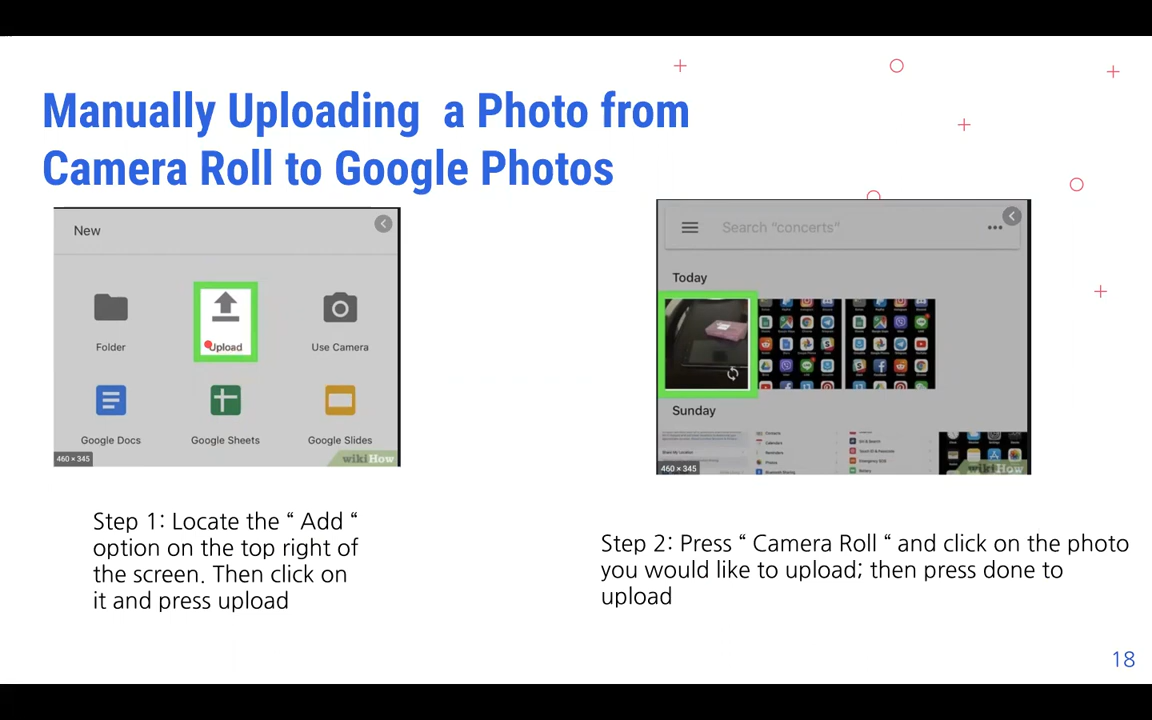 Manually Uploading  a Photo from
Camera Roll to Google Photos
New
Folder
Upload
Use Camera
Google Docs
Google Sheets
Google Slides
460 × 345
wikiHow
Search “concerts”
Today
Sunday
460 × 345
wikiHow
Step 1: Locate the “ Add “
option on the top right of
the screen. Then click on
it and press upload
Step 2: Press “ Camera Roll “ and click on the photo
you would like to upload; then press done to
upload
18